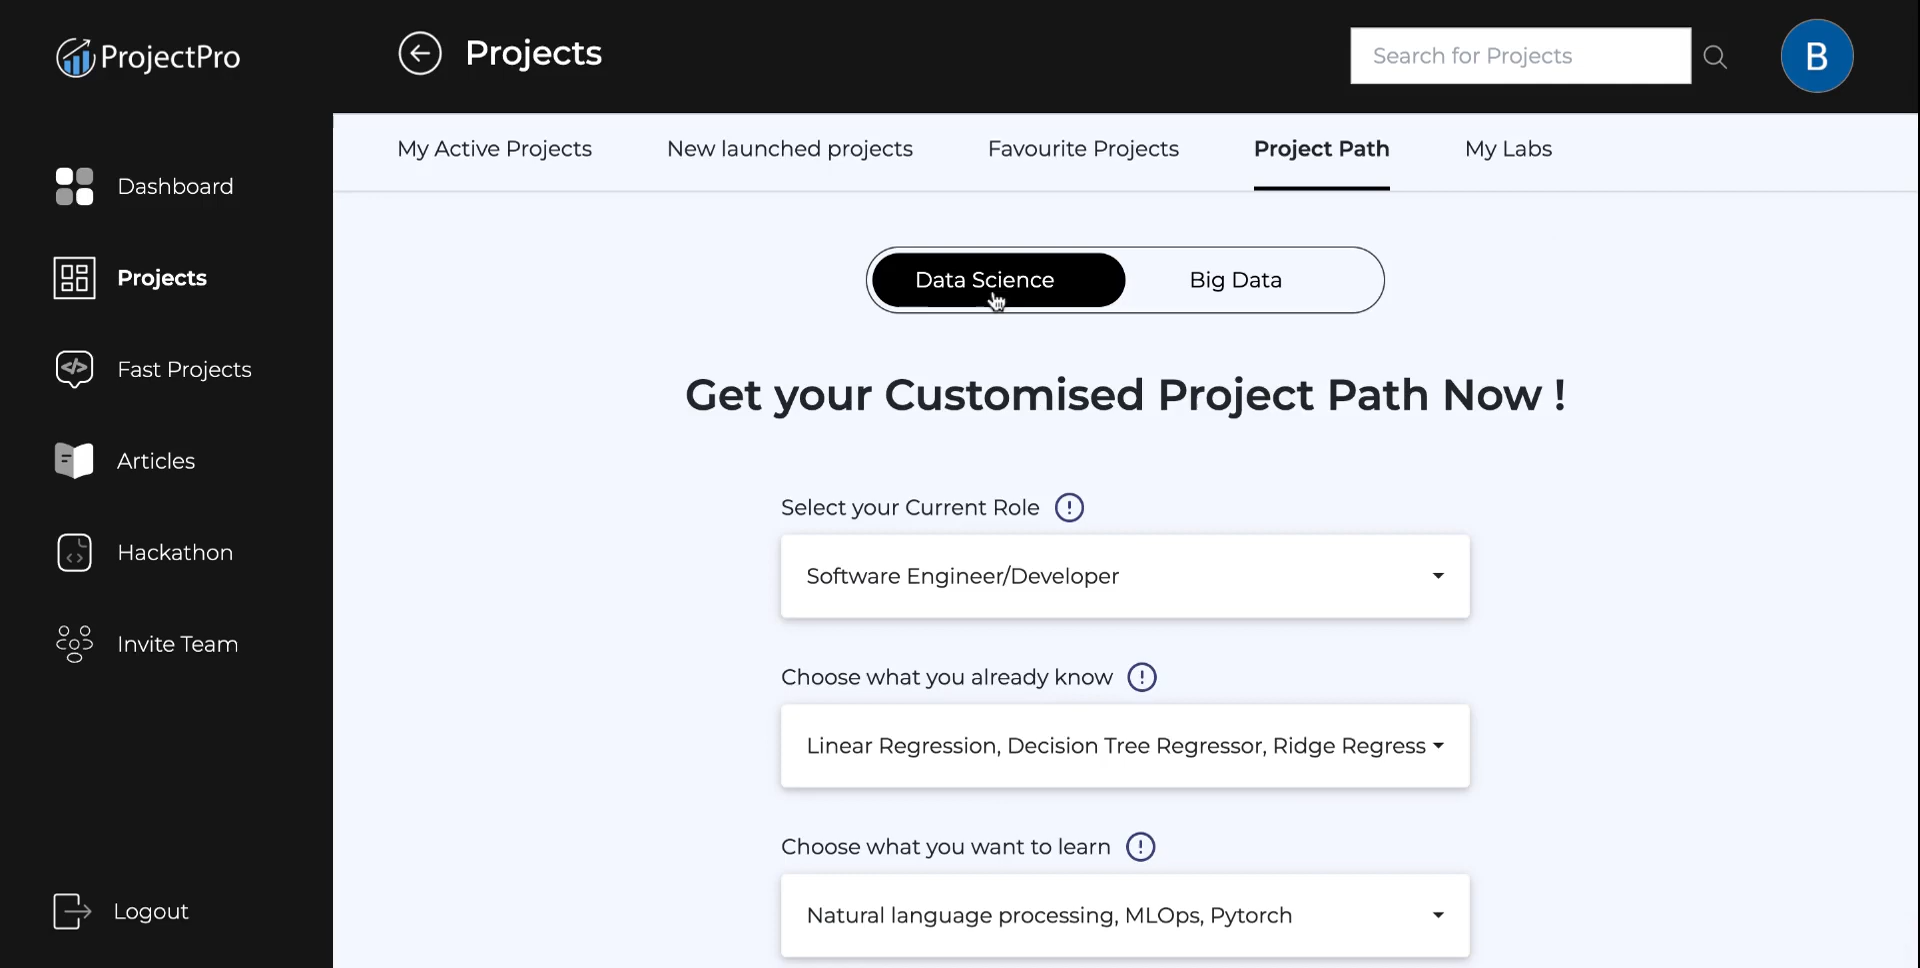 ProjectPro
Projects
Search for Projects
B
Dashboard
Projects
Fast Projects
Articles
Hackathon
Invite Team
Logout
My Active Projects
New launched projects
Favourite Projects
Project Path
My Labs
Data Science
Big Data
Get your Customised Project Path Now !
Select your Current Role !
Software Engineer/Developer
Choose what you already know !
Linear Regression, Decision Tree Regressor, Ridge Regress
Choose what you want to learn !
Natural language processing, MLOps, Pytorch